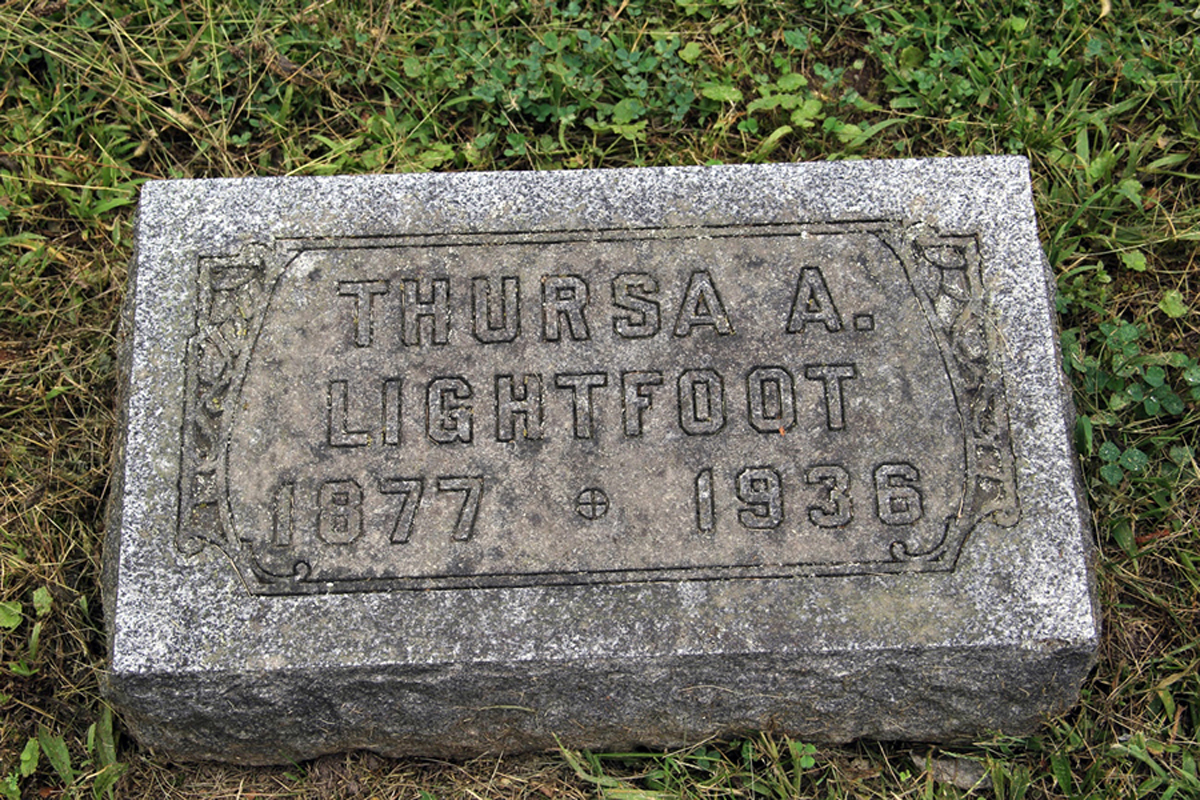 THURSA A.
LIGHTFOOT
1877 1936